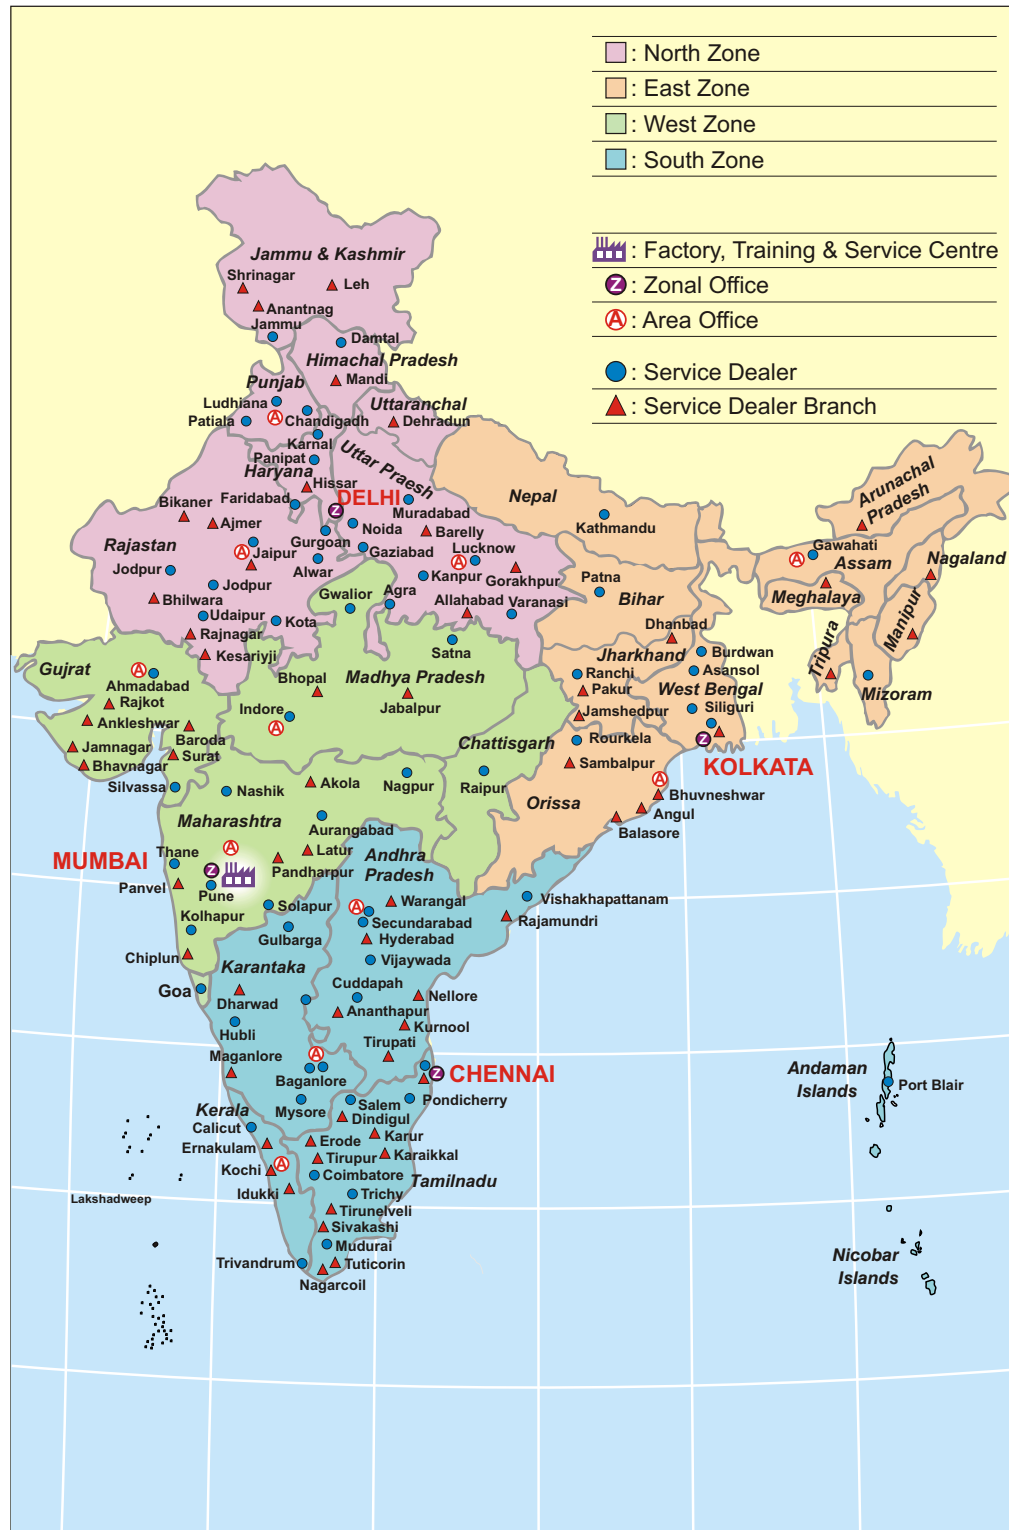 : North Zone
: East Zone
: West Zone
: South Zone
: Factory, Training & Service Centre
Z : Zonal Office
A : Area Office
: Service Dealer
: Service Dealer Branch
Jammu & Kashmir
Shrinagar
Leh
Anantnag
Jammu
Damtal
Himachal Pradesh
Mandi
Punjab
Ludhiana
Patiala
A
Chandigadh
Uttaranchal
Dehradun
Karnal
Panipat
Haryana
Hissar
Uttar Praesh
Faridabad
DELHI
Z
Muradabad
Noida
Barelly
Gurgoan
Gaziabad
Lucknow
A
Alwar
Kanpur
Gorakhpur
Agra
Allahabad
Varanasi
Bikaner
Ajmer
Rajastan
A
Jaipur
Jodpur
Jodpur
Bhilwara
Udaipur
Kota
Rajnagar
Kesariyji
Nepal
Kathmandu
Patna
Bihar
Dhanbad
Jharkhand
Ranchi
Pakur
Jamshedpur
Burdwan
Asansol
West Bengal
Siliguri
Z
KOLKATA
Rourkela
Sambalpur
A
Orissa
Bhuvneshwar
Angul
Balasore
Arunachal
Pradesh
Gawahati
A
Assam
Nagaland
Meghalaya
Manipur
Tripura
Mizoram
Gwalior
Satna
Bhopal
Madhya Pradesh
Jabalpur
Indore
A
Chattisgarh
Raipur
Gujrat
A
Ahmadabad
Rajkot
Ankleshwar
Baroda
Jamnagar
Surat
Bhavnagar
Silvassa
Nashik
Akola
Nagpur
Maharashtra
Aurangabad
A
Latur
Thane
MUMBAI
Z
Pandharpur
Panvel
Pune
Solapur
Kolhapur
Chiplun
Goa
Andhra
Pradesh
A
Warangal
Secundarabad
Hyderabad
Vijaywada
Vishakhapattanam
Rajamundri
Cuddapah
Nellore
Ananthapur
Kurnool
Tirupati
Gulbarga
Karantaka
Dharwad
Hubli
Maganlore
A
Baganlore
Mysore
Z
CHENNAI
Pondicherry
Salem
Dindigul
Kerala
Calicut
Erode
Karur
Ernakulam
Tirupur
Karaikkal
Kochi
A
Coimbatore
Tamilnadu
Idukki
Trichy
Tirunelveli
Sivakashi
Mudurai
Trivandrum
Tuticorin
Nagarcoil
Lakshadweep
Andaman
Islands
Port Blair
Nicobar
Islands